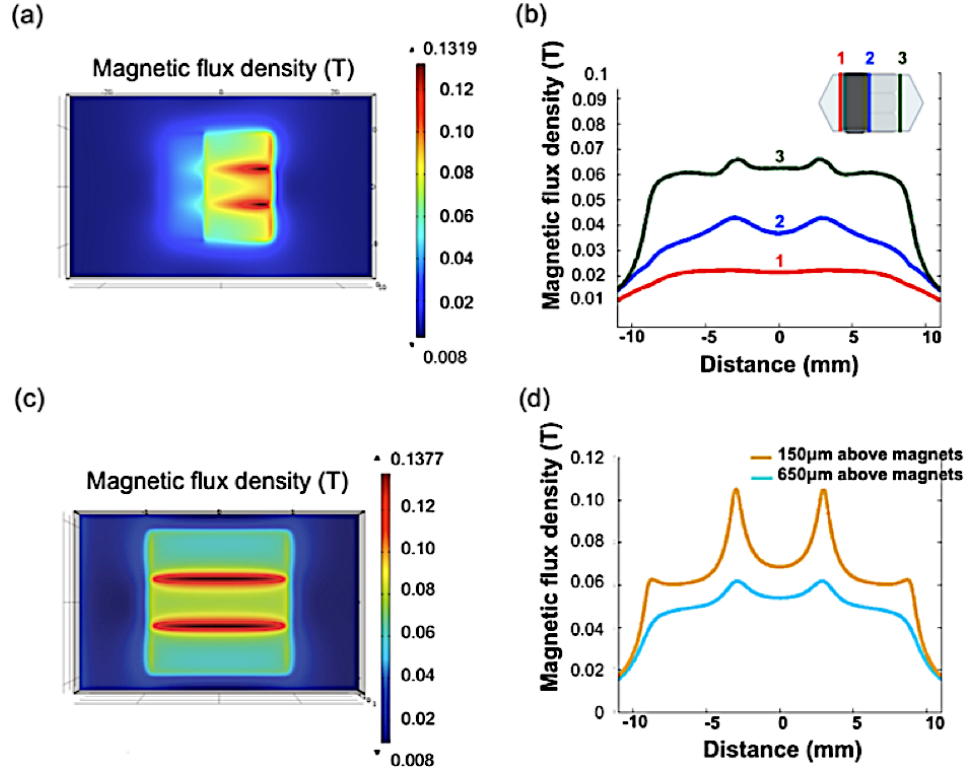 (a)
Magnetic flux density (T)
0.1319
0.12
0.10
0.08
0.06
0.04
0.02
0.008
(b)
Magnetic flux density (T)
0.1
0.09
0.08
0.07
0.06
0.05
0.04
0.03
0.02
0.01
1 2 3
3
2
1
-10 -5 0 5 10
Distance (mm)
(c)
Magnetic flux density (T)
0.1377
0.12
0.10
0.08
0.06
0.04
0.02
0.008
(d)
Magnetic flux density (T)
0.12
0.10
0.08
0.06
0.04
0.02
0
150µm above magnets
650µm above magnets
-10 -5 0 5 10
Distance (mm)